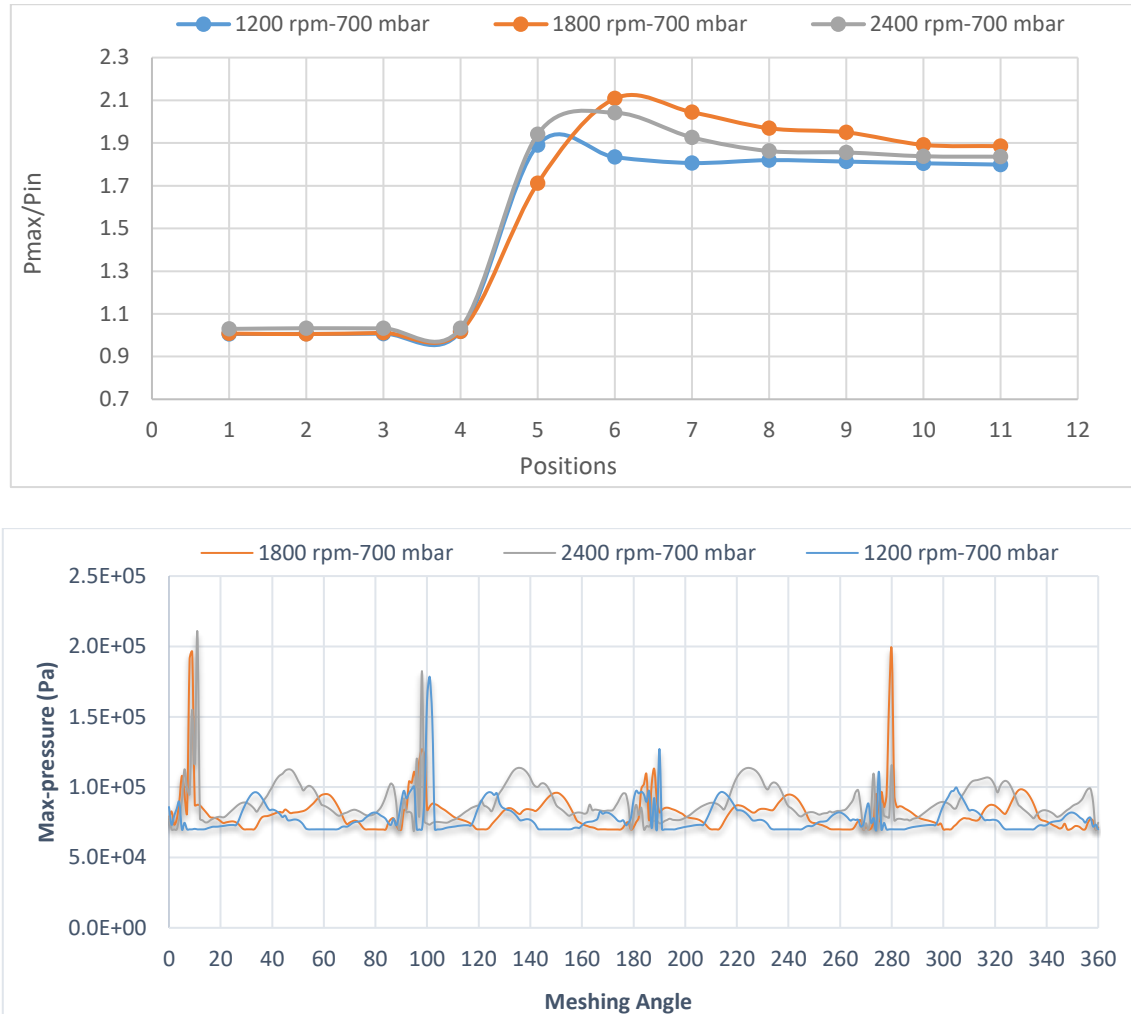 1200 rpm-700 mbar 1800 rpm-700 mbar 2400 rpm-700 mbar
2.3
2.1
1.9
1.7
1.5
1.3
1.1
0.9
0.7
Pmax/Pin
0 1 2 3 4 5 6 7 8 9 10 11 12
Positions
1800 rpm-700 mbar 2400 rpm-700 mbar 1200 rpm-700 mbar
2.5E+05
2.0E+05
1.5E+05
1.0E+05
5.0E+04
0.0E+00
Max-pressure (Pa)
0 20 40 60 80 100 120 140 160 180 200 220 240 260 280 300 320 340 360
Meshing Angle